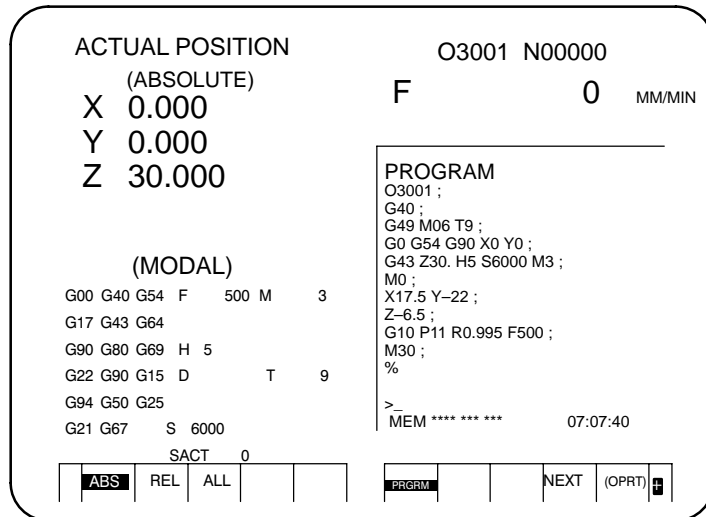 ACTUAL POSITION
(ABSOLUTE)
X 0.000
Y 0.000
Z 30.000
(MODAL)
G00 G40 G54 F 500 M 3
G17 G43 G64
G90 G80 G69 H 5
G22 G90 G15 D T 9
G94 G50 G25
G21 G67 S 6000
SACT 0
O3001 N00000
F 0 MM/MIN
PROGRAM
O3001 ;
G40 ;
G49 M06 T9 ;
G0 G54 G90 X0 Y0 ;
G43 Z30. H5 S6000 M3 ;
M0 ;
X17.5 Y–22 ;
Z–6.5 ;
G10 P11 R0.995 F500 ;
M30 ;
%
>_
MEM **** *** *** 07:07:40
ABS REL ALL
PRGRM NEXT (OPRT) +